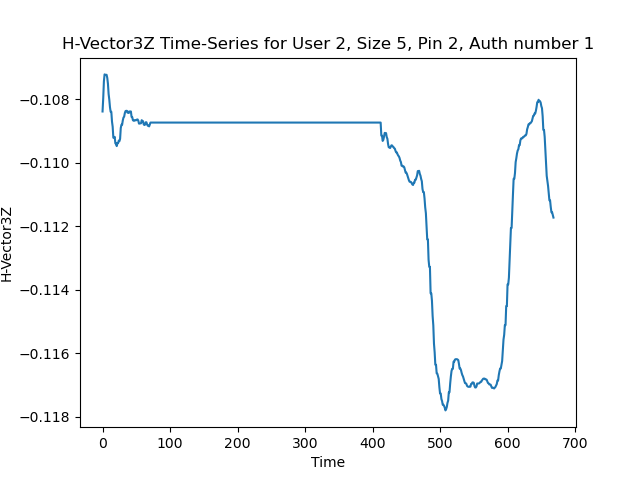 H-Vector3Z Time-Series for User 2, Size 5, Pin 2, Auth number 1
H-Vector3Z
−0.108
−0.110
−0.112
−0.114
−0.116
−0.118
0 100 200 300 400 500 600 700
Time